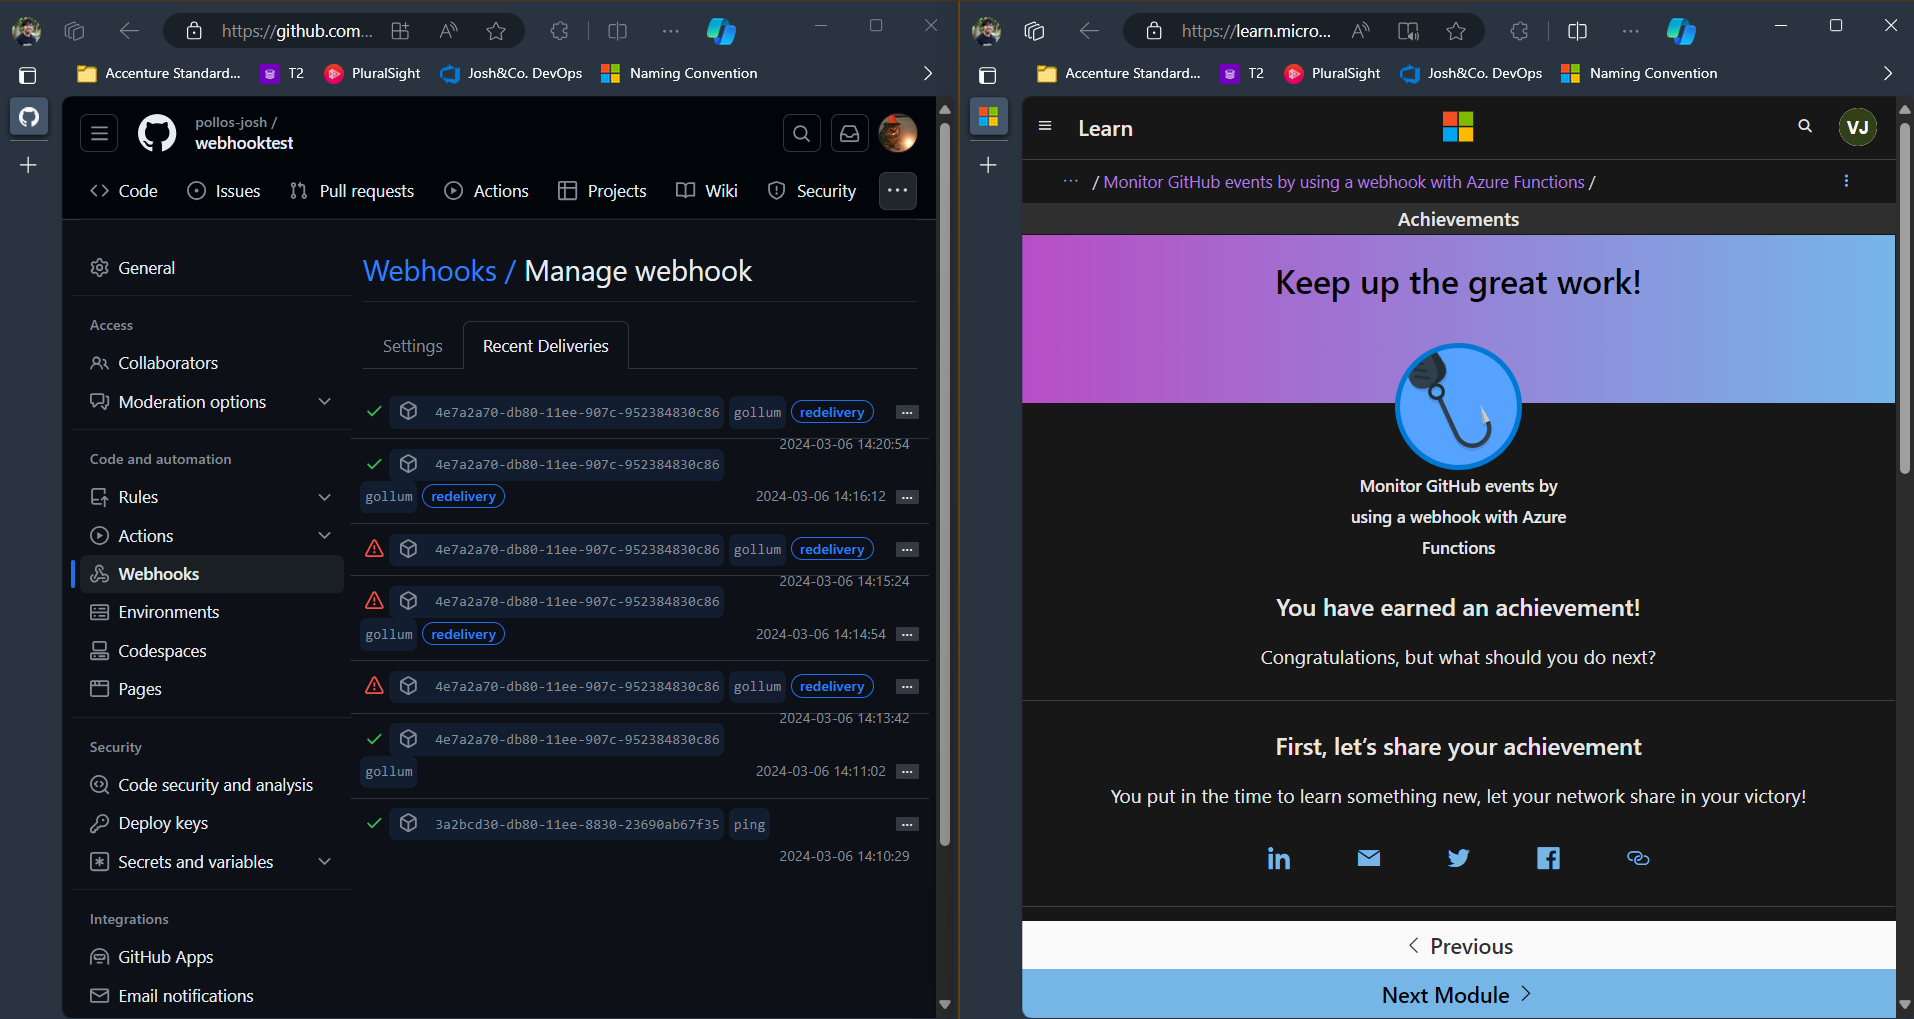 https://github.com...
Accenture Standard...
T2
PluralSight
Josh&Co. DevOps
Naming Convention
pollos-josh /
webhooktest
Code
Issues
Pull requests
Actions
Projects
Wiki
Security
General
Access
Collaborators
Moderation options
Code and automation
Rules
Actions
Webhooks
Environments
Codespaces
Pages
Security
Code security and analysis
Deploy keys
Secrets and variables
Integrations
GitHub Apps
Email notifications
Webhooks / Manage webhook
Settings
Recent Deliveries
4e7a2a70-db80-11ee-907c-952384830c86 gollum redelivery
2024-03-06 14:20:54
4e7a2a70-db80-11ee-907c-952384830c86
gollum redelivery 2024-03-06 14:16:12
4e7a2a70-db80-11ee-907c-952384830c86 gollum redelivery
2024-03-06 14:15:24
4e7a2a70-db80-11ee-907c-952384830c86
gollum redelivery 2024-03-06 14:14:54
4e7a2a70-db80-11ee-907c-952384830c86 gollum redelivery
2024-03-06 14:13:42
4e7a2a70-db80-11ee-907c-952384830c86
gollum 2024-03-06 14:11:02
3a2bcd30-db80-11ee-8830-23690ab67f35 ping
2024-03-06 14:10:29
https://learn.micro...
Accenture Standard...
T2
PluralSight
Josh&Co. DevOps
Naming Convention
Learn
VJ
... / Monitor GitHub events by using a webhook with Azure Functions /
Achievements
Keep up the great work!
Monitor GitHub events by
using a webhook with Azure
Functions
You have earned an achievement!
Congratulations, but what should you do next?
First, let’s share your achievement
You put in the time to learn something new, let your network share in your victory!
Previous
Next Module